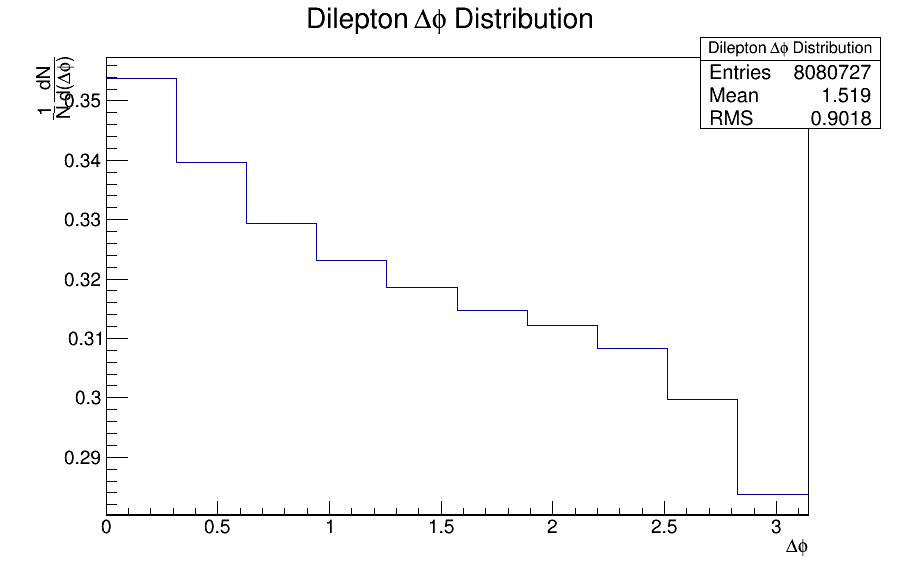 Dilepton Δϕ Distribution
Dilepton Δϕ Distribution
Entries 8080727
Mean 1.519
RMS 0.9018
1 dN
N d(Δϕ)
0.35
0.34
0.33
0.32
0.31
0.3
0.29
0 0.5 1 1.5 2 2.5 3
Δϕ